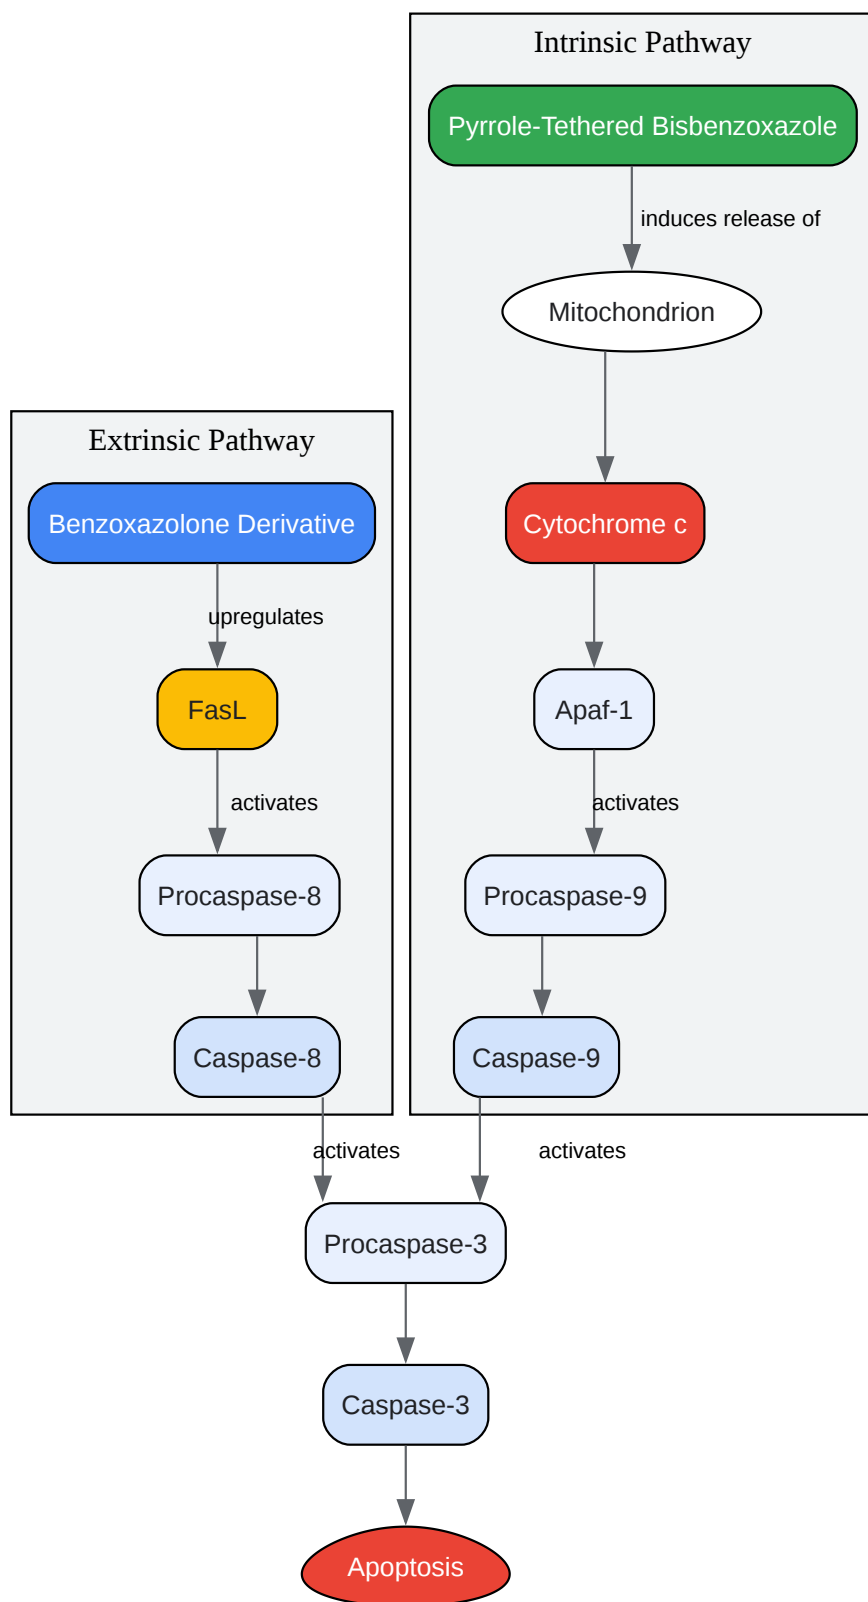 Intrinsic Pathway
Pyrrole-Tethered Bisbenzoxazole
induces release of
Mitochondrion
Extrinsic Pathway
Benzoxazolone Derivative
Cytochrome c
upregulates
FasL
Apaf-1
activates
activates
Procaspase-8
Procaspase-9
Caspase-8
Caspase-9
activates
activates
Procaspase-3
Caspase-3
Apoptosis